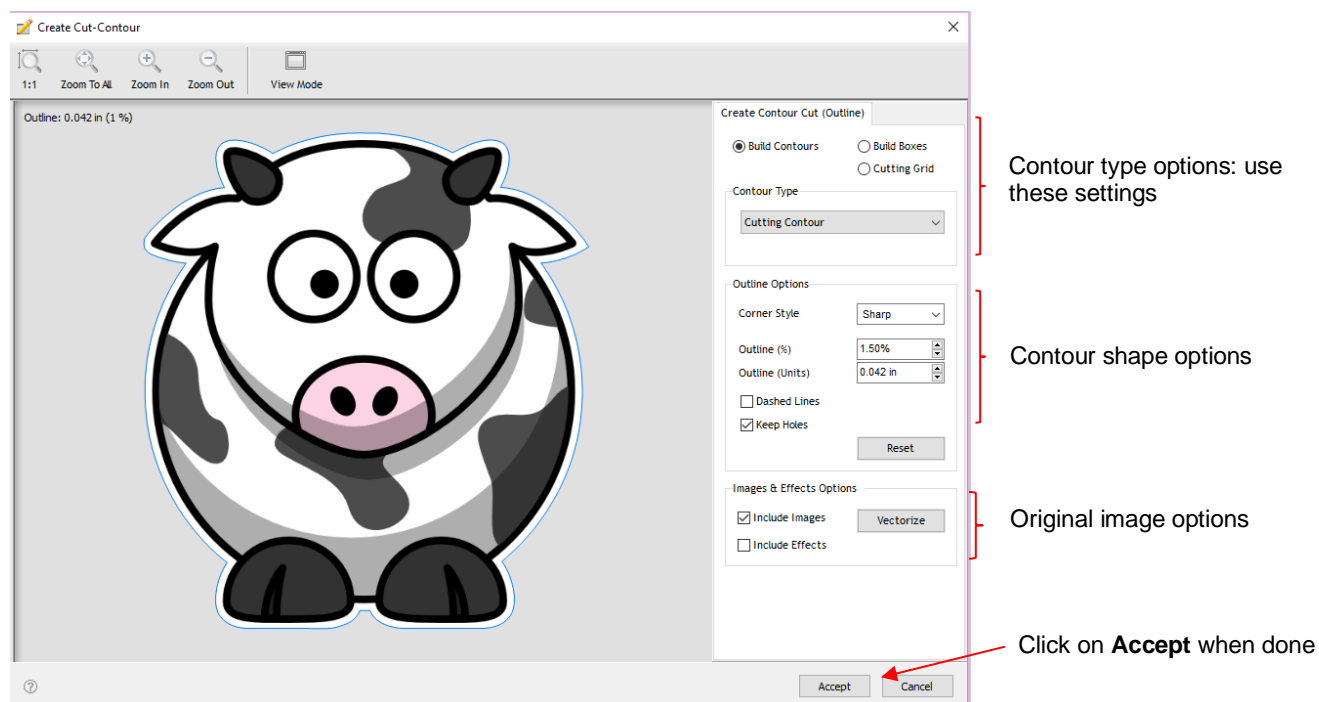 Create Cut-Contour
1:1 Zoom To All Zoom In Zoom Out View Mode
Outline: 0.042 in (1 %)
Create Contour Cut (Outline)
Build Contours Build Boxes
Cutting Grid
Contour Type
Cutting Contour
Contour type options: use
these settings
Outline Options
Corner Style Sharp
Outline (%) 1.50%
Outline (Units) 0.042 in
Dashed Lines
Keep Holes
Reset
Contour shape options
Images & Effects Options
Include Images Vectorize
Include Effects
Original image options
Click on Accept when done
? Accept Cancel